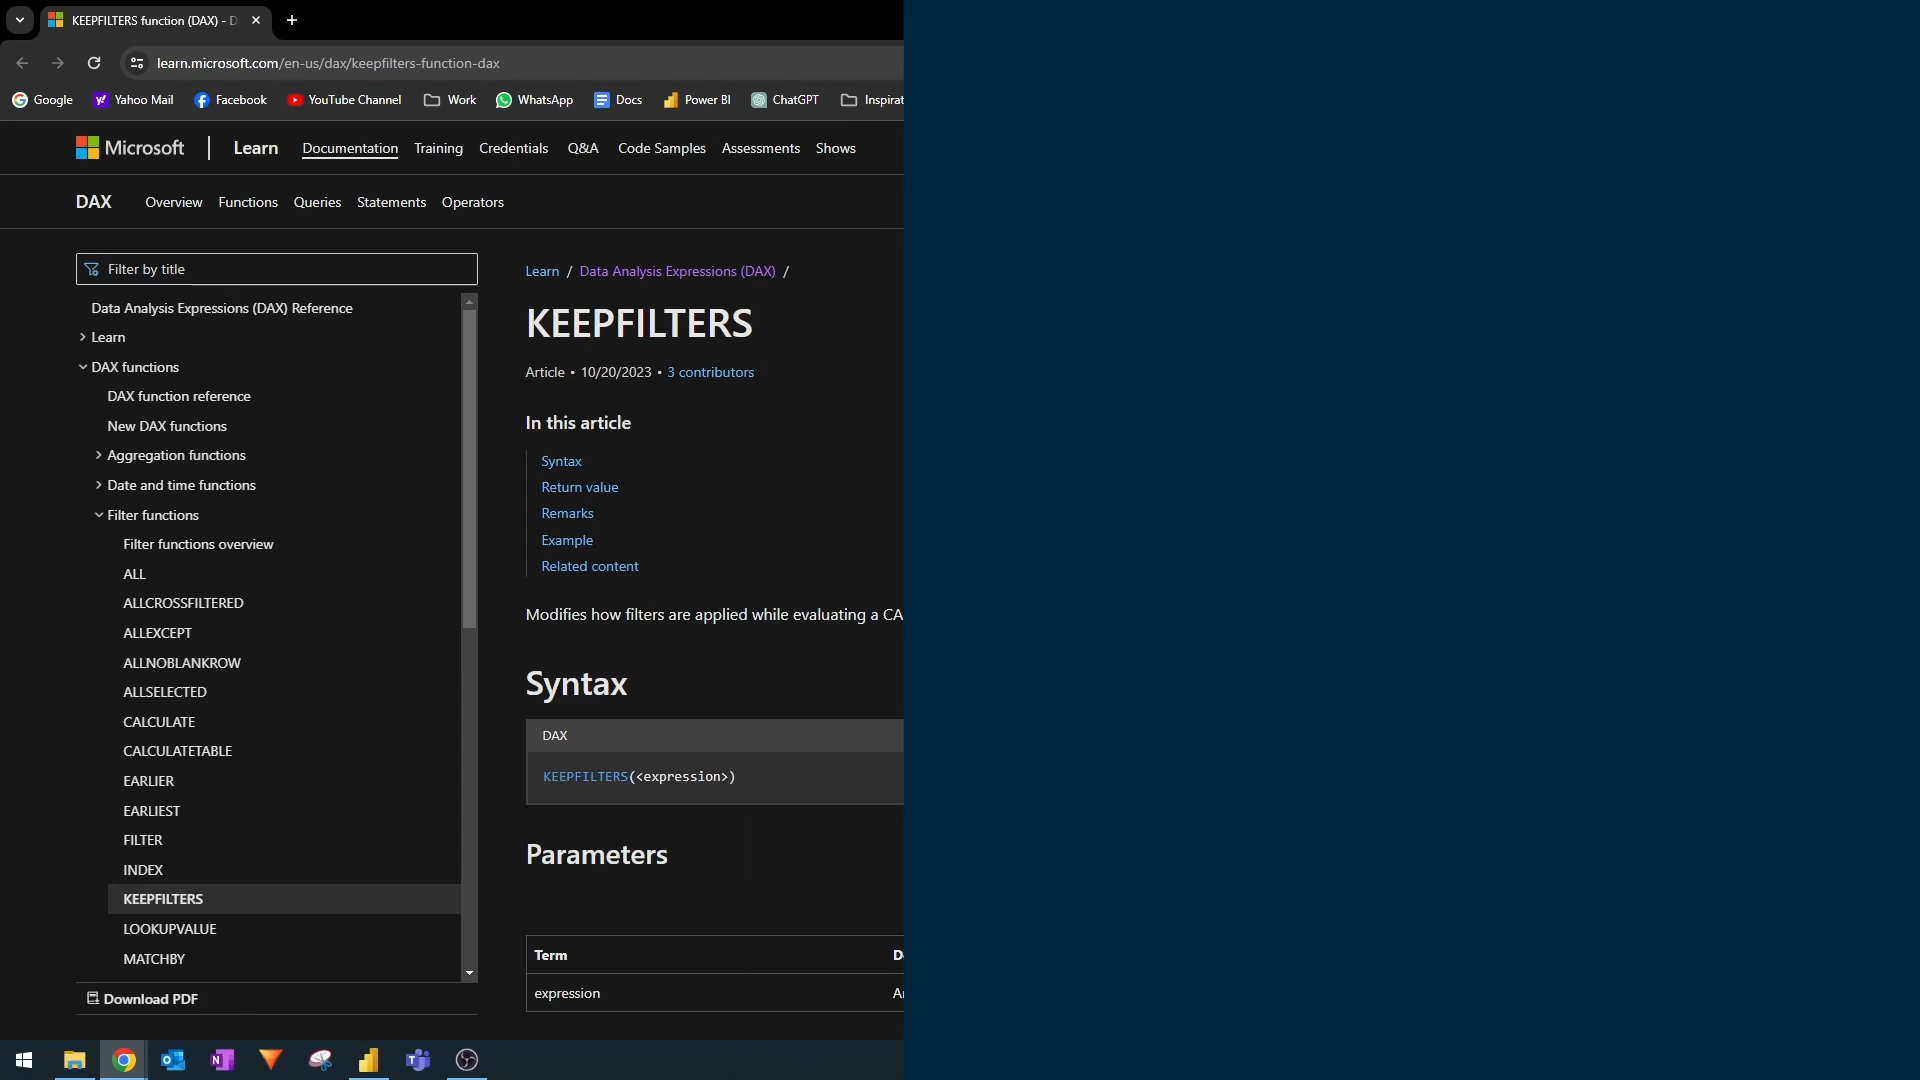 KEEPFILTERS function (DAX) - D
learn.microsoft.com/en-us/dax/keepfilters-function-dax
Google Yahoo Mail Facebook YouTube Channel Work WhatsApp Docs Power BI ChatGPT Inspirat
Microsoft Learn Documentation Training Credentials Q&A Code Samples Assessments Shows
DAX Overview Functions Queries Statements Operators
Filter by title
Data Analysis Expressions (DAX) Reference
Learn
DAX functions
DAX function reference
New DAX functions
Aggregation functions
Date and time functions
Filter functions
Filter functions overview
ALL
ALLCROSSFILTERED
ALLEXCEPT
ALLNOBLANKROW
ALLSELECTED
CALCULATE
CALCULATETABLE
EARLIER
EARLIEST
FILTER
INDEX
KEEPFILTERS
LOOKUPVALUE
MATCHBY
Download PDF
Learn / Data Analysis Expressions (DAX) /
KEEPFILTERS
Article • 10/20/2023 • 3 contributors
In this article
Syntax
Return value
Remarks
Example
Related content
Modifies how filters are applied while evaluating a CA
Syntax
DAX
KEEPFILTERS(<expression>)
Parameters
Term
expression